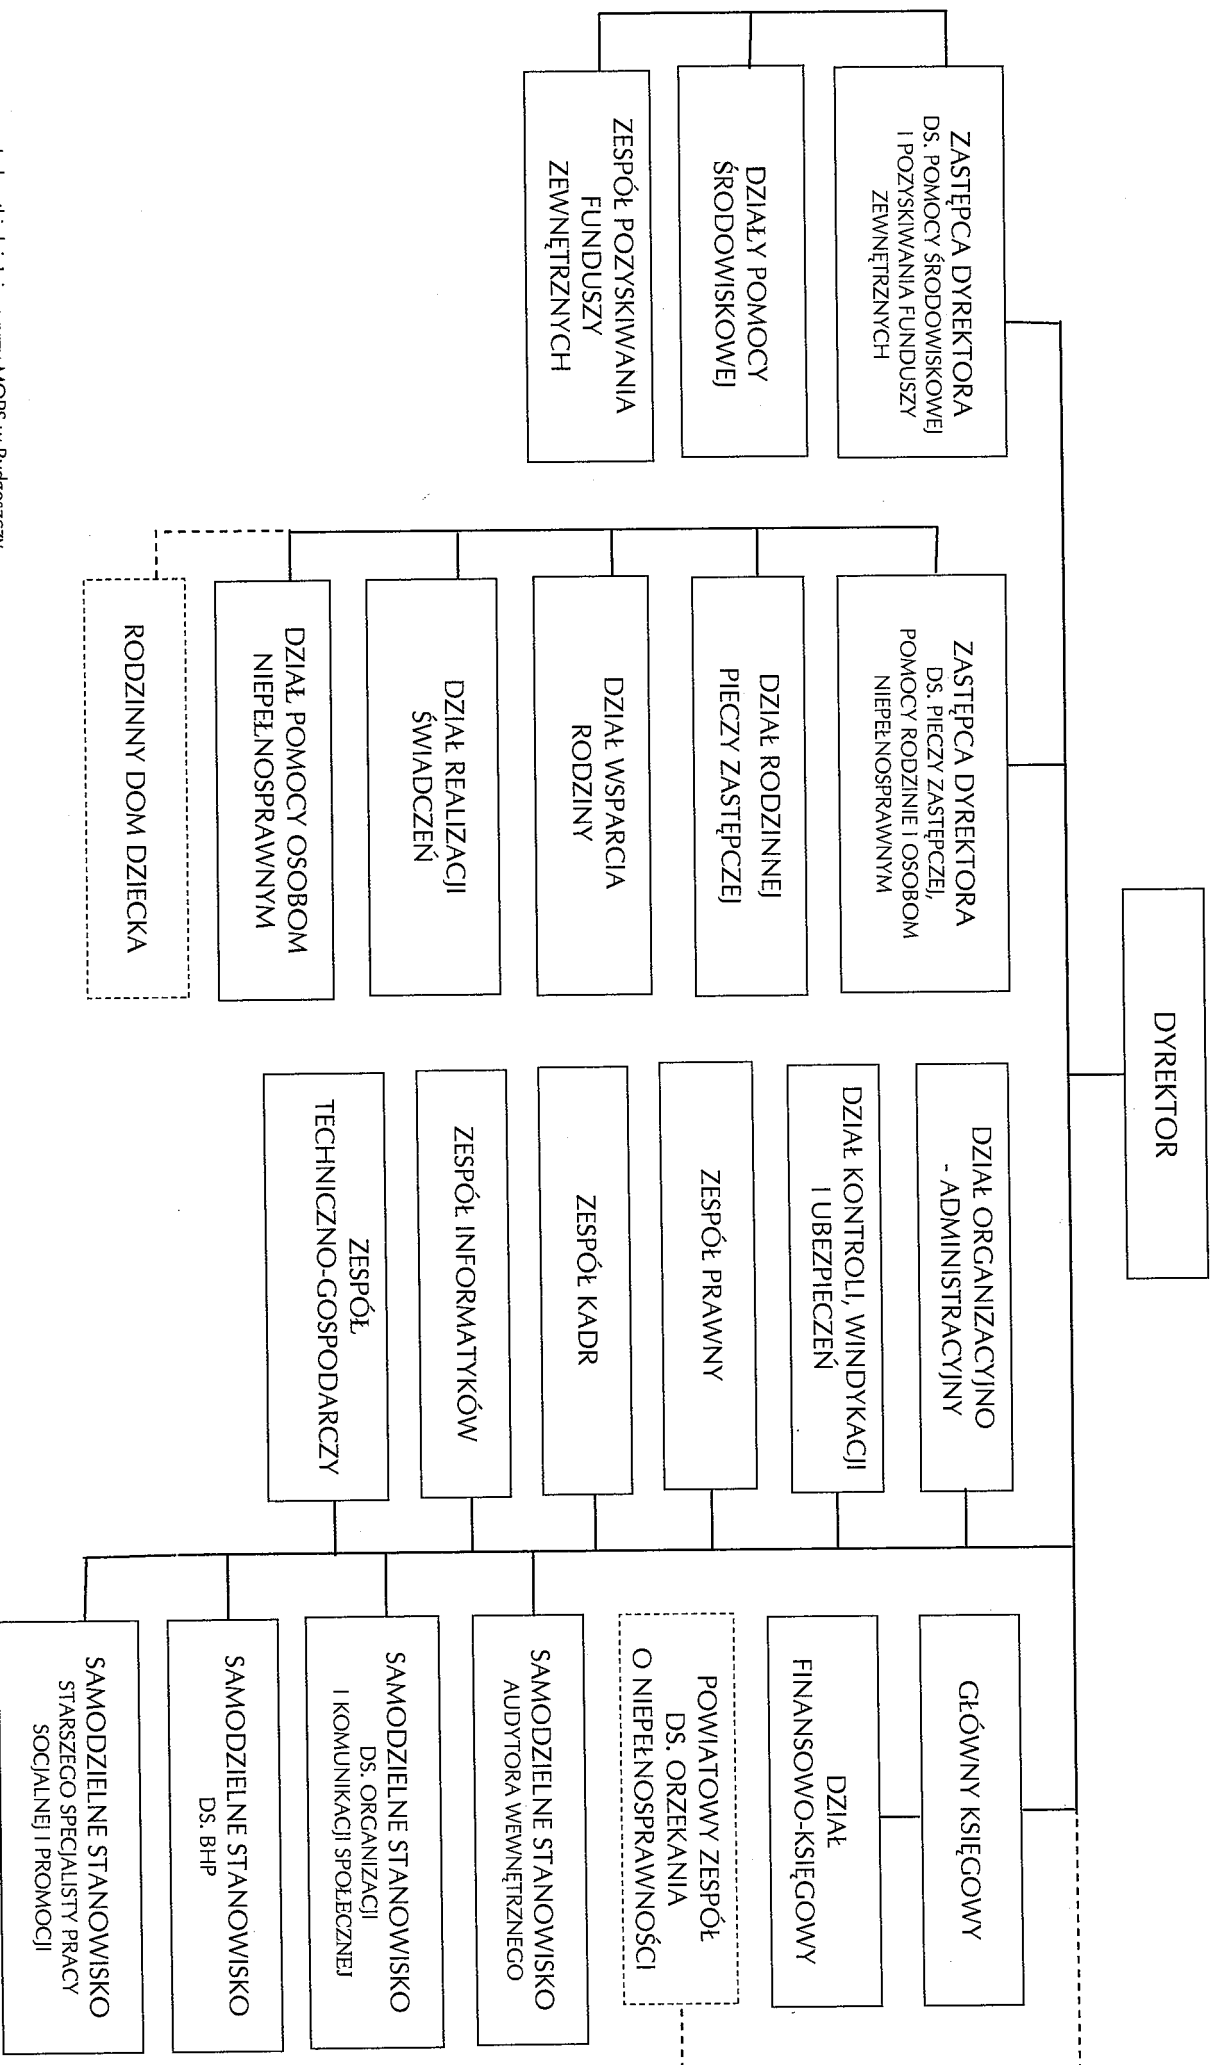 DYREKTOR
ZASTĘPCA DYREKTORA
DS. POMOCY ŚRODOWISKOWEJ
I POZYSKIWANIA FUNDUSZY
ZEWNĘTRZNYCH
DZIAŁY POMOCY
ŚRODOWISKOWEJ
ZESPÓŁ POZYSKIWANIA
FUNDUSZY
ZEWNĘTRZNYCH
ZASTĘPCA DYREKTORA
DS. PIECZY ZASTĘPCZEJ,
POMOCY RODZINIE I OSOBOM
NIEPEŁNOSPRAWNYM
DZIAŁ RODZINNEJ
PIECZY ZASTĘPCZEJ
DZIAŁ WSPARCIA
RODZINY
DZIAŁ REALIZACJI
ŚWIADCZEŃ
DZIAŁ POMOCY OSOBOM
NIEPEŁNOSPRAWNYM
RODZINNY DOM DZIECKA
DZIAŁ ORGANIZACYJNO
- ADMINISTRACYJNY
DZIAŁ KONTROLI, WINDYKACJI
I UBEZPIECZEŃ
ZESPÓŁ PRAWNY
ZESPÓŁ KADR
ZESPÓŁ INFORMATYKÓW
ZESPÓŁ
TECHNICZNO-GOSPODARCZY
GŁÓWNY KSIĘGOWY
DZIAŁ
FINANSOWO-KSIĘGOWY
POWIATOWY ZESPÓŁ
DS. ORZEKANIA
O NIEPEŁNOSPRAWNOŚCI
SAMODZIELNE STANOWISKO
AUDYTORA WEWNĘTRZNEGO
SAMODZIELNE STANOWISKO
DS. ORGANIZACJI
I KOMUNIKACJI SPOŁECZNEJ
SAMODZIELNE STANOWISKO
DS. BHP
SAMODZIELNE STANOWISKO
STARSZEGO SPECJALISTY PRACY
SOCJALNEJ I PROMOCJI
MOPS w Bydgoszczy